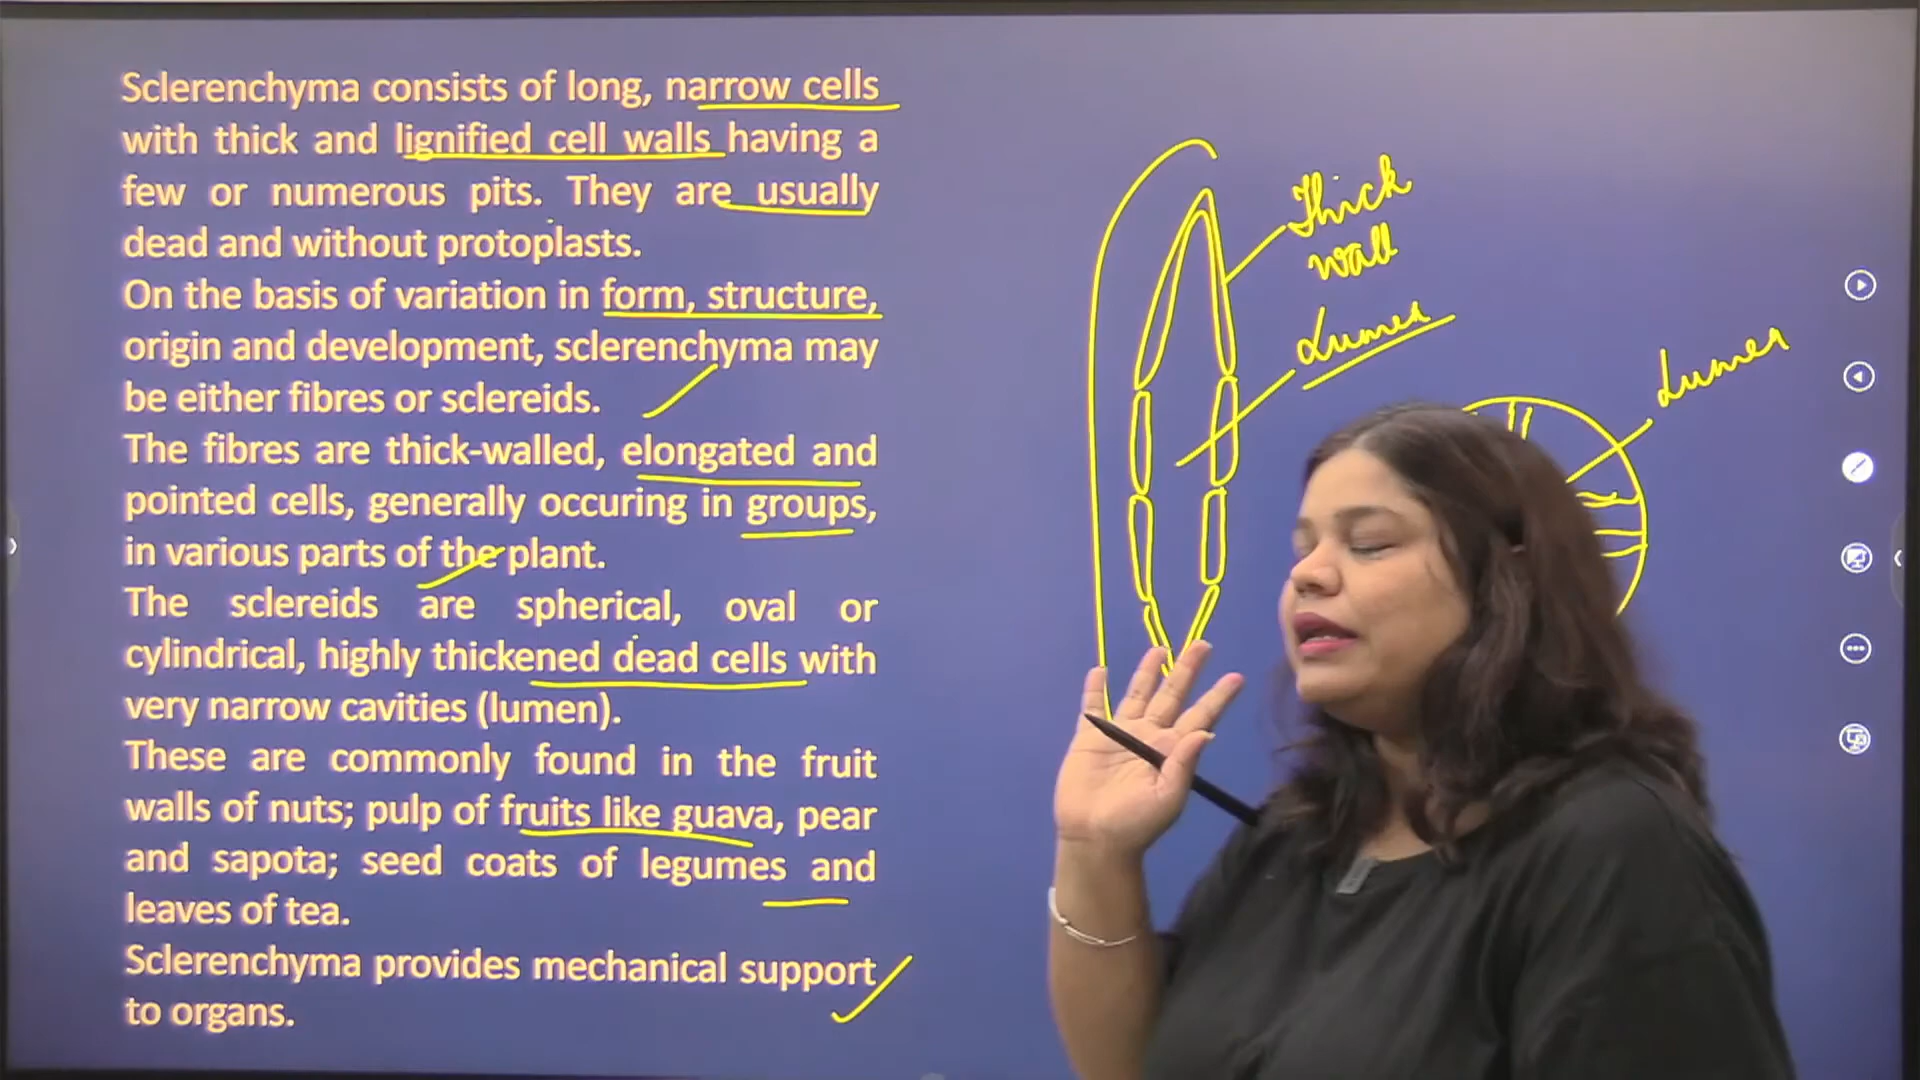 Sclerenchyma consists of long, narrow cells
with thick and lignified cell walls having a
few or numerous pits. They are usually
dead and without protoplasts.
On the basis of variation in form, structure,
origin and development, sclerenchyma may
be either fibres or sclereids.
The fibres are thick-walled, elongated and
pointed cells, generally occuring in groups,
in various parts of the plant.
The sclereids are spherical, oval or
cylindrical, highly thickened dead cells with
very narrow cavities (lumen).
These are commonly found in the fruit
walls of nuts; pulp of fruits like guava, pear
and sapota; seed coats of legumes and
leaves of tea.
Sclerenchyma provides mechanical support
to organs.
Thick
wall
Lumen
Lumen